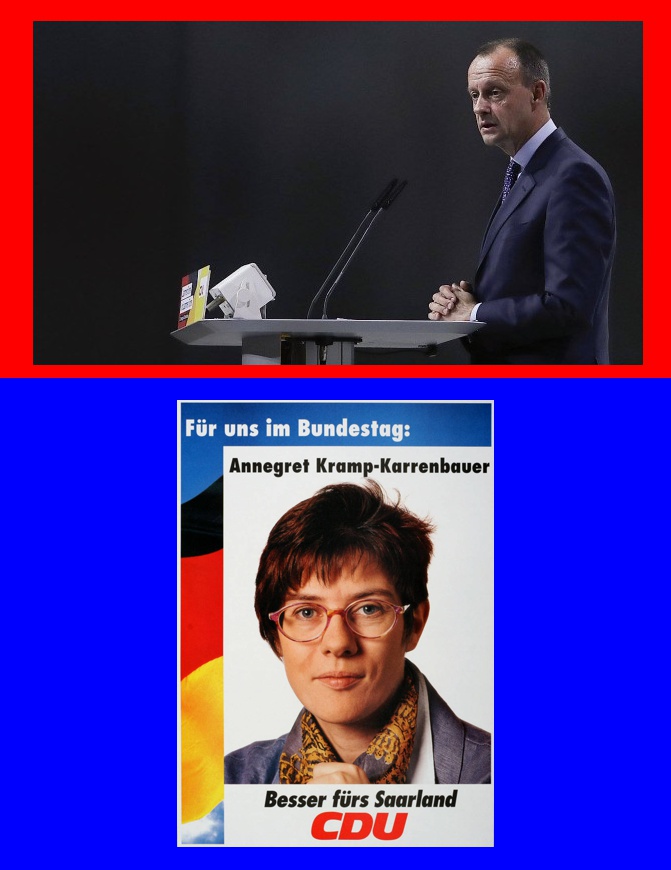 Für uns im Bundestag:
Annegret Kramp-Karrenbauer
Besser fürs Saarland
CDU